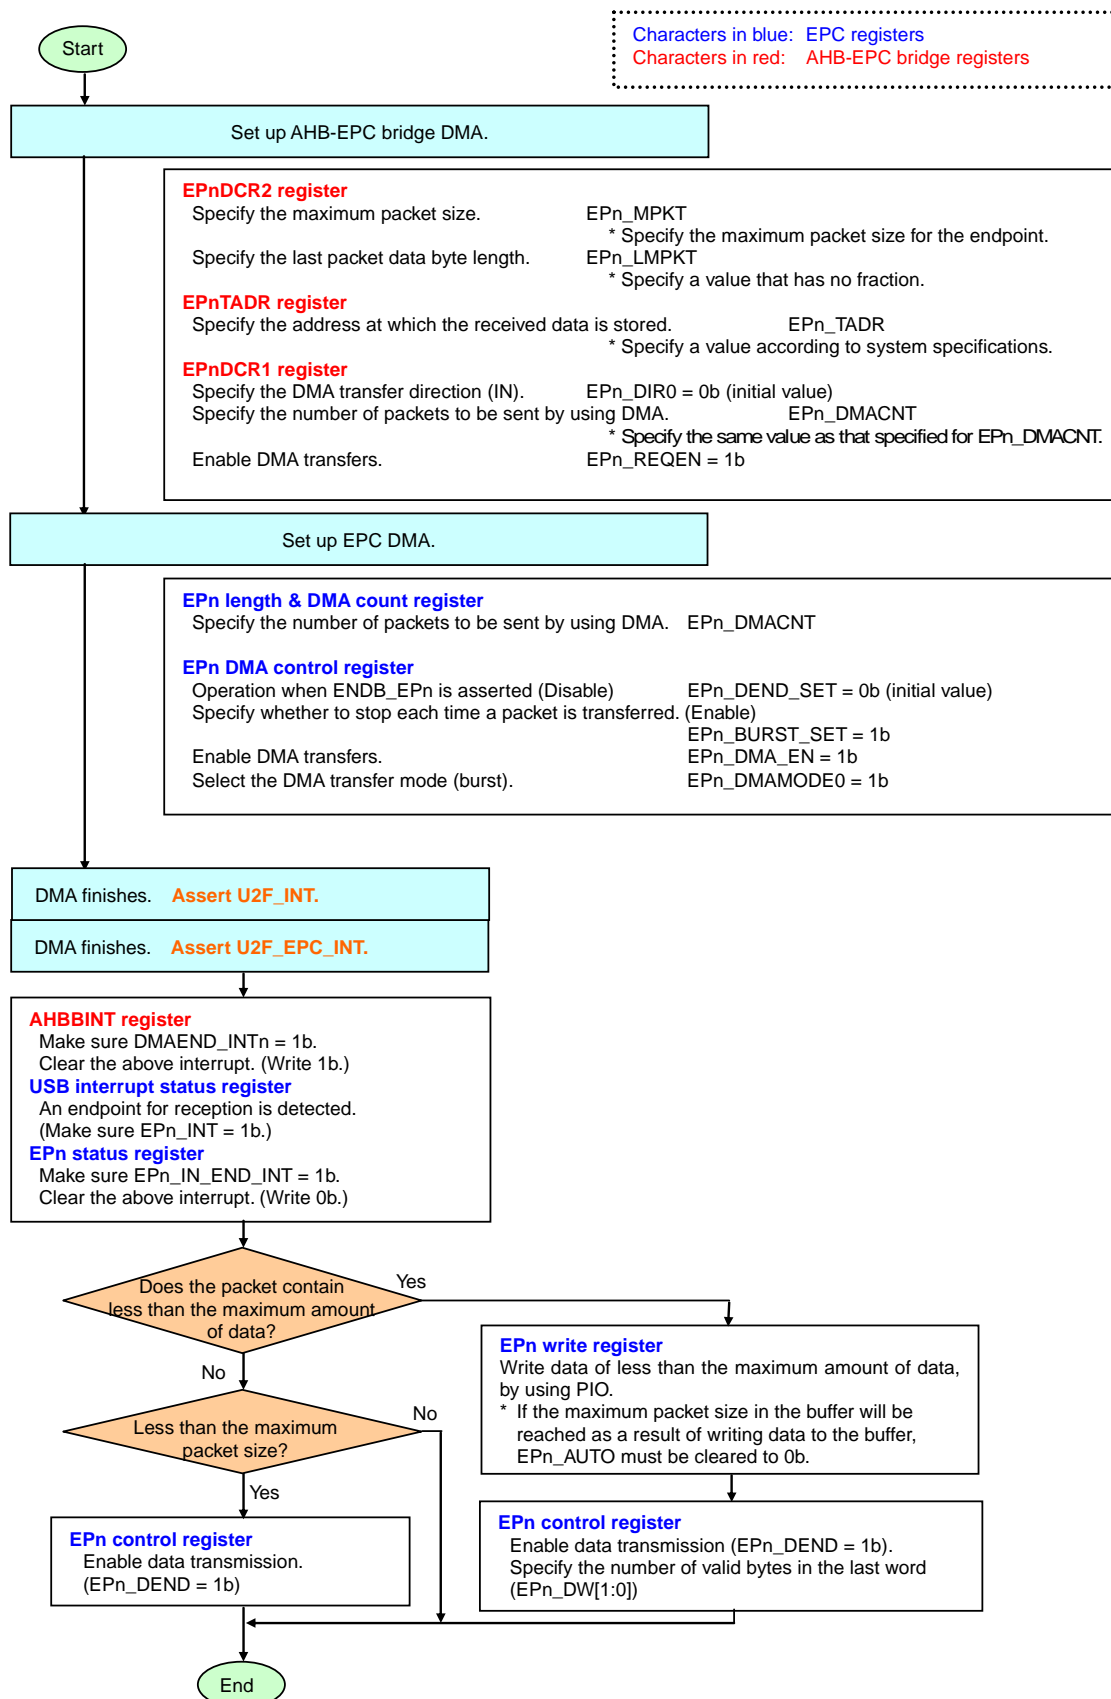 Start
Characters in blue: EPC registers
Characters in red: AHB-EPC bridge registers
Set up AHB-EPC bridge DMA.
EPnDCR2 register
Specify the maximum packet size. EPn_MPKT
* Specify the maximum packet size for the endpoint.
Specify the last packet data byte length. EPn_LMPKT
* Specify a value that has no fraction.
EPnTADR register
Specify the address at which the received data is stored. EPn_TADR
* Specify a value according to system specifications.
EPnDCR1 register
Specify the DMA transfer direction (IN). EPn_DIR0 = 0b (initial value)
Specify the number of packets to be sent by using DMA. EPn_DMACNT
* Specify the same value as that specified for EPn_DMACNT.
Enable DMA transfers. EPn_REQEN = 1b
Set up EPC DMA.
EPn length & DMA count register
Specify the number of packets to be sent by using DMA. EPn_DMACNT
EPn DMA control register
Operation when ENDB_EPn is asserted (Disable) EPn_DEND_SET = 0b (initial value)
Specify whether to stop each time a packet is transferred. (Enable)
EPn_BURST_SET = 1b
Enable DMA transfers. EPn_DMA_EN = 1b
Select the DMA transfer mode (burst). EPn_DMAMODE0 = 1b
DMA finishes. Assert U2F_INT.
DMA finishes. Assert U2F_EPC_INT.
AHBBINT register
Make sure DMAEND_INTn = 1b.
Clear the above interrupt. (Write 1b.)
USB interrupt status register
An endpoint for reception is detected.
(Make sure EPn_INT = 1b.)
EPn status register
Make sure EPn_IN_END_INT = 1b.
Clear the above interrupt. (Write 0b.)
Does the packet contain
less than the maximum amount
of data?
Yes
No
EPn write register
Write data of less than the maximum amount of data,
by using PIO.
* If the maximum packet size in the buffer will be
reached as a result of writing data to the buffer,
EPn_AUTO must be cleared to 0b.
Less than the maximum
packet size?
No
Yes
EPn control register
Enable data transmission.
(EPn_DEND = 1b)
EPn control register
Enable data transmission (EPn_DEND = 1b).
Specify the number of valid bytes in the last word
(EPn_DW[1:0])
End